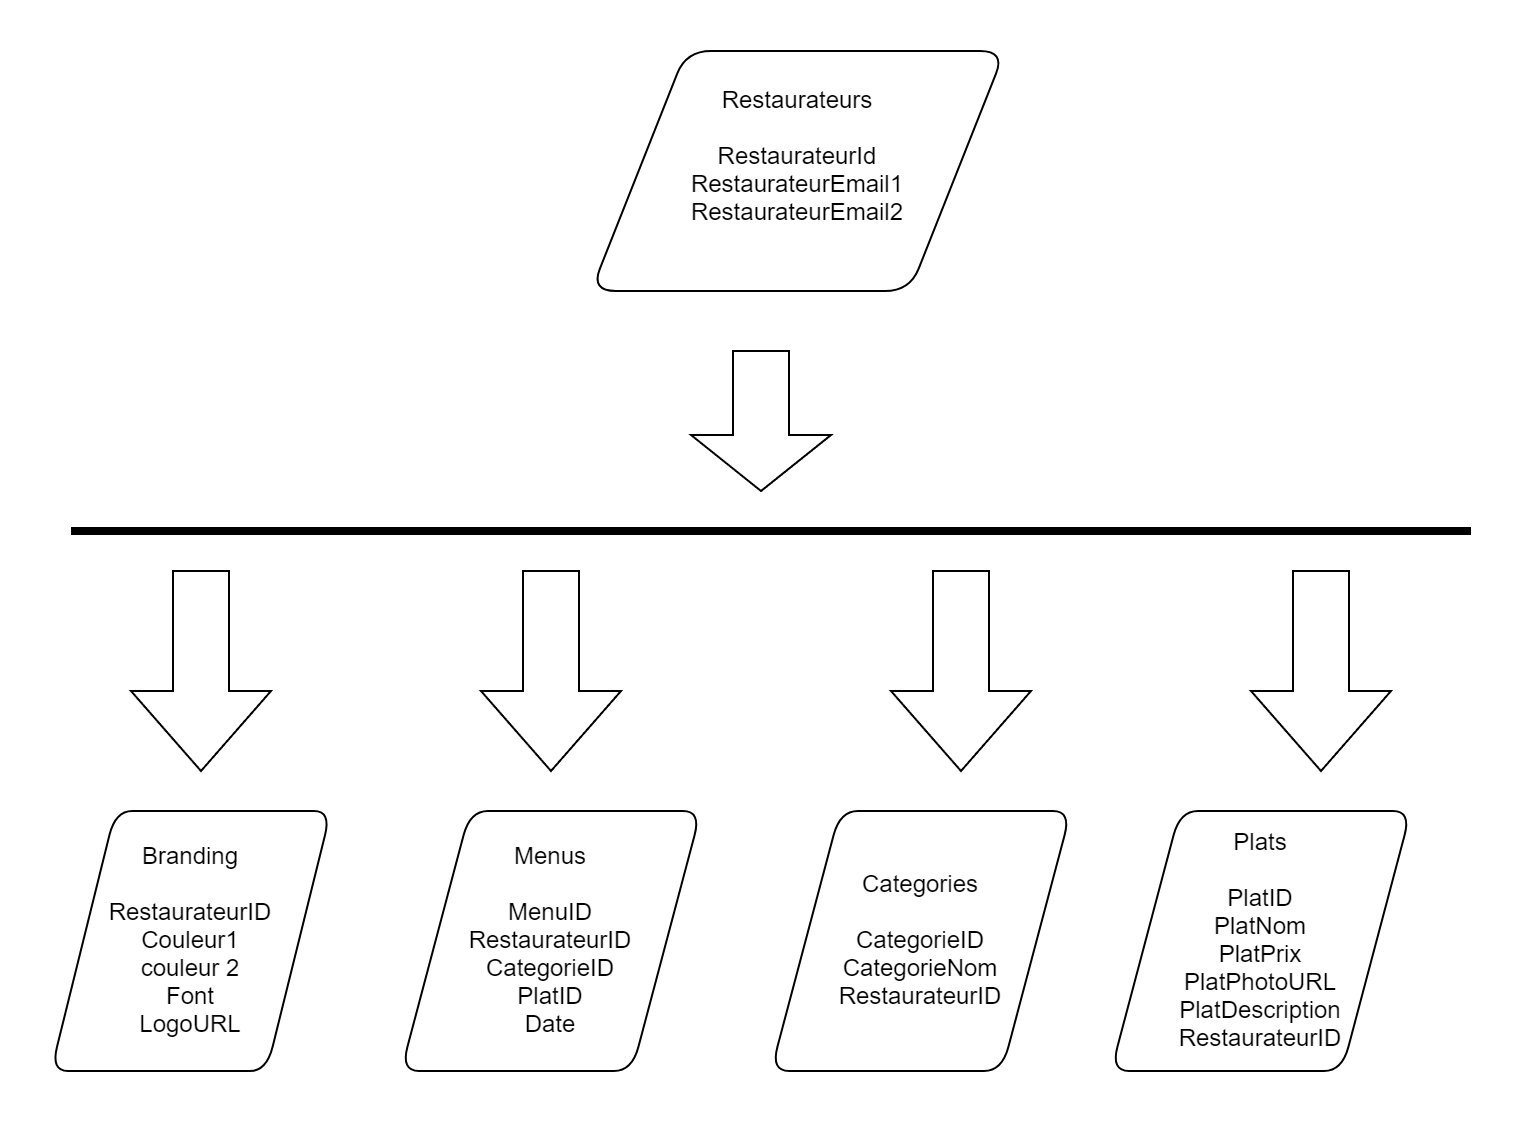 Restaurateurs
RestaurateurId
RestaurateurEmail1
RestaurateurEmail2
Branding
RestaurateurID
Couleur1
couleur 2
Font
LogoURL
Menus
MenuID
RestaurateurID
CategorieID
PlatID
Date
Categories
CategorieID
CategorieNom
RestaurateurID
Plats
PlatID
PlatNom
PlatPrix
PlatPhotoURL
PlatDescription
RestaurateurID